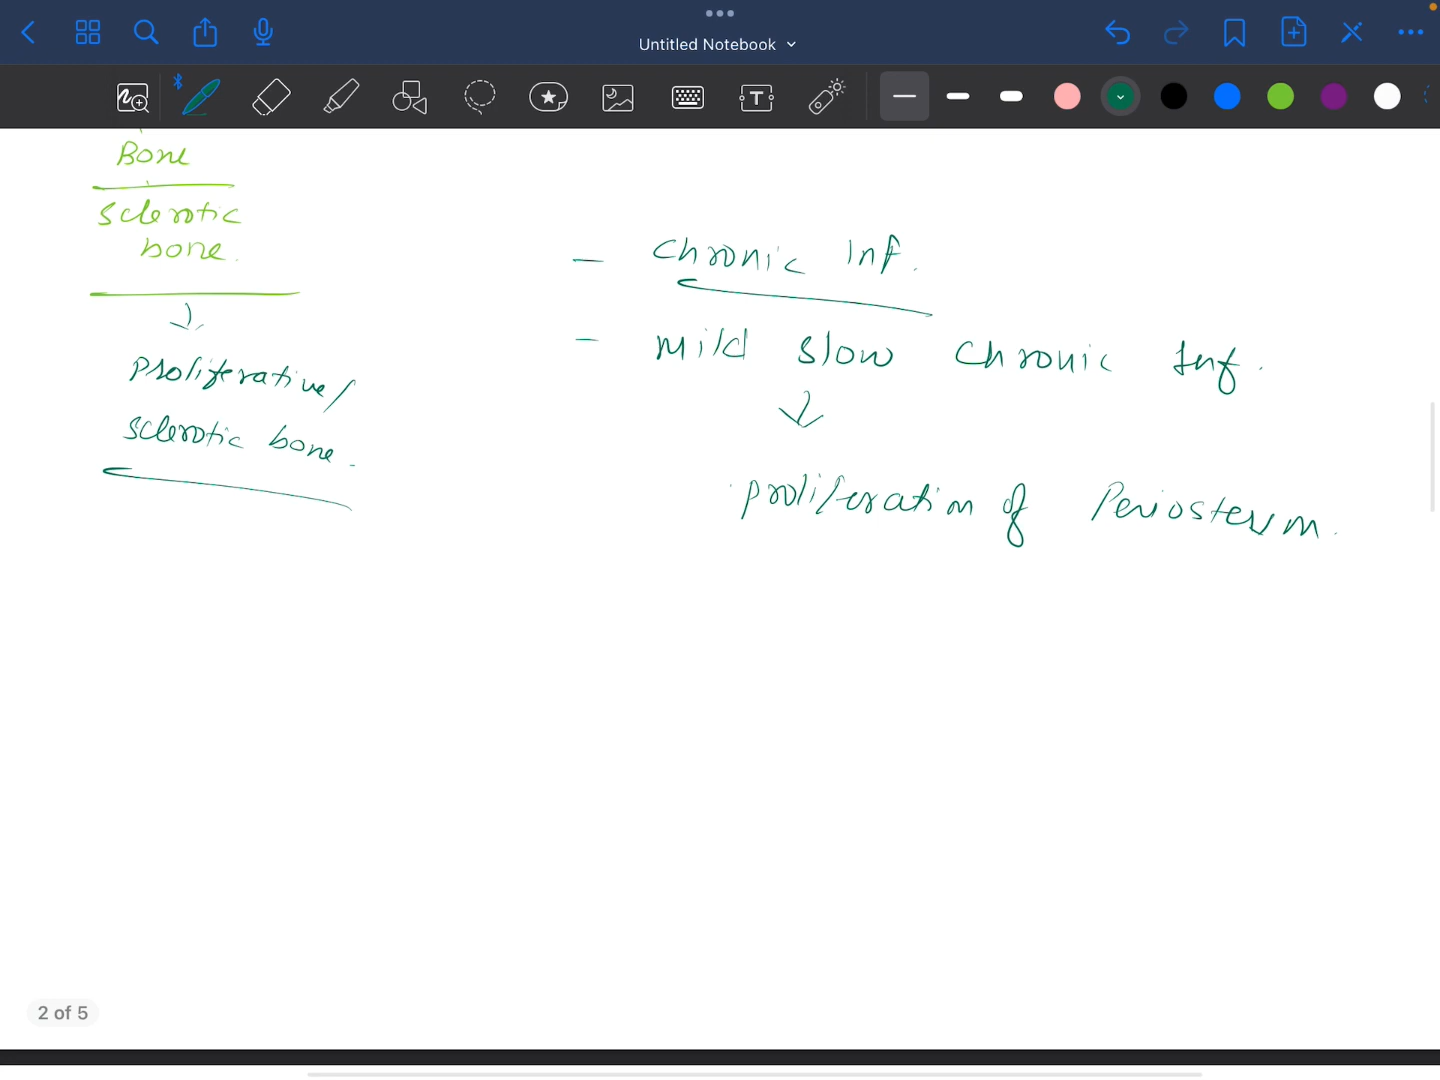 Untitled Notebook
Bone
sclerotic
bone.
proliferative/
sclerotic bone.
- chronic Inf.
- mild slow chronic Inf.
proliferation of Periosteum.
2 of 5